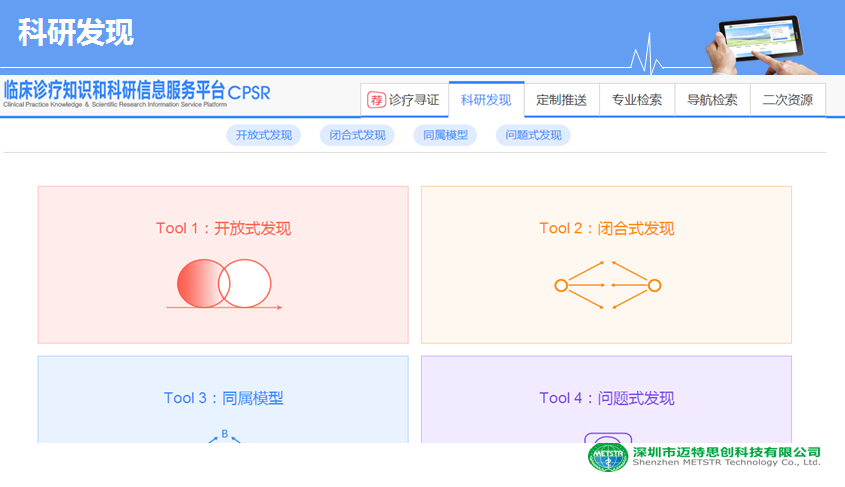 科研发现
临床诊疗知识和科研信息服务平台 CPSR
Clinical Practice Knowledge & Scientific Research Information Service Platform
荐 诊疗寻证 科研发现 定制推送 专业检索 导航检索 二次资源
开放式发现 闭合式发现 同属模型 问题式发现
Tool 1：开放式发现
Tool 2：闭合式发现
Tool 3：同属模型
B
Tool 4：问题式发现
METSTR
深圳市迈特思创科技有限公司
Shenzhen METSTR Technology Co., Ltd.